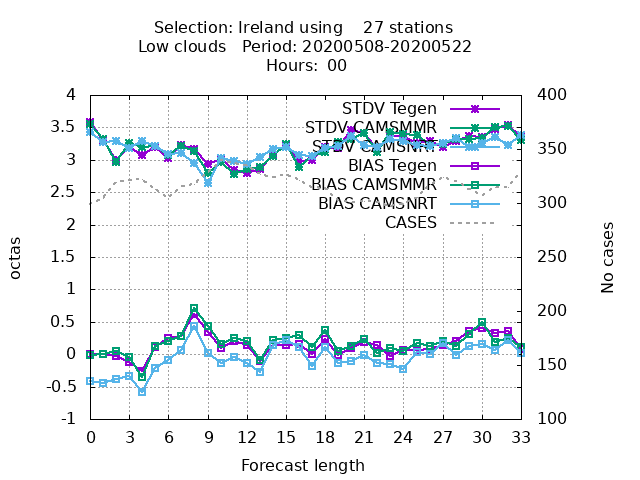 Selection: Ireland using    27 stations
Low clouds   Period: 20200508-20200522
Hours:  00
4
3.5
3
2.5
2
1.5
1
0.5
0
-0.5
-1
400
350
300
250
200
150
100
STDV Tegen
STDV CAMSMMR
STDV CAMSNRT
BIAS Tegen
BIAS CAMSMMR
BIAS CAMSNRT
CASES
octas
No cases
0 3 6 9 12 15 18 21 24 27 30 33
Forecast length